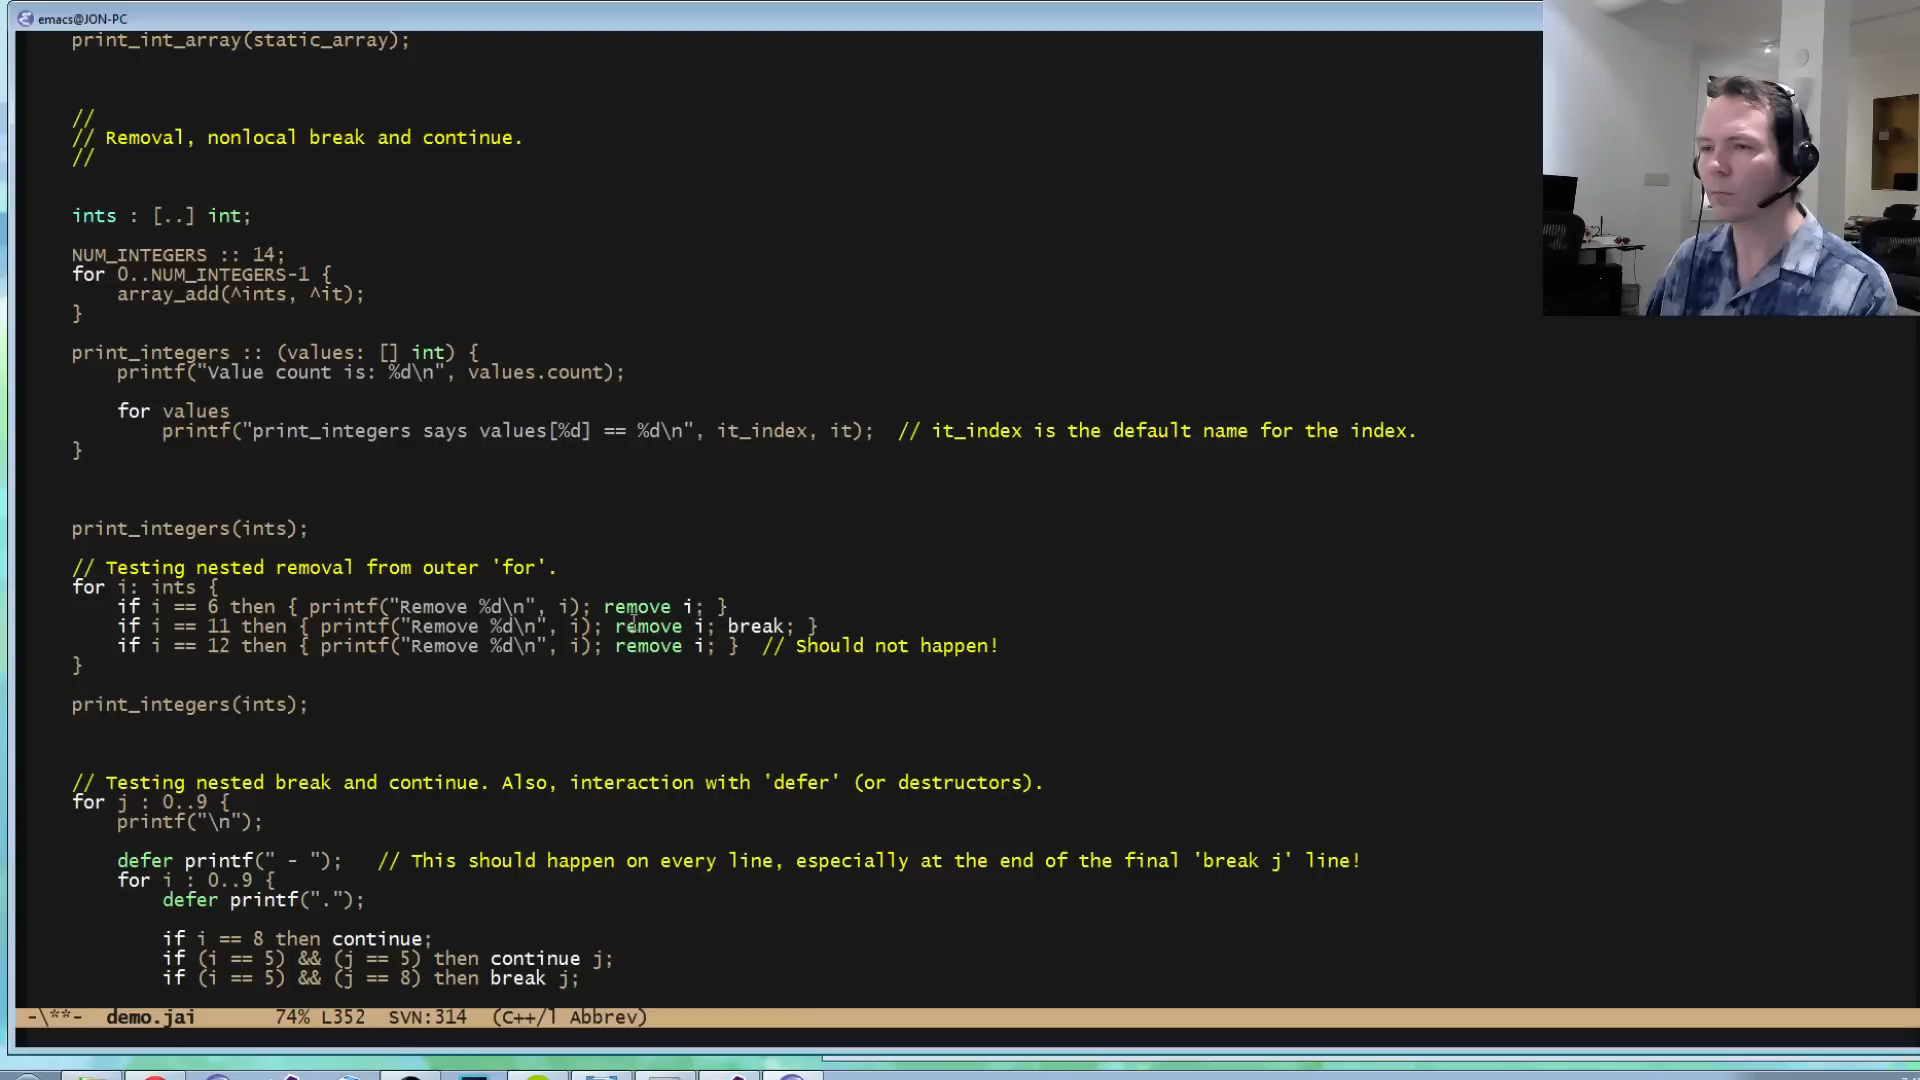 emacs@JON-PC
print_int_array(static_array);
//
// Removal, nonlocal break and continue.
//
ints : [..] int;
NUM_INTEGERS :: 14;
for 0..NUM_INTEGERS-1 {
array_add(^ints, ^it);
}
print_integers :: (values: [] int) {
printf("Value count is: %d\n", values.count);
for values
printf("print_integers says values[%d] == %d\n", it_index, it);  // it_index is the default name for the index.
}
print_integers(ints);
// Testing nested removal from outer 'for'.
for i: ints {
if i == 6 then { printf("Remove %d\n", i); remove i; }
if i == 11 then { printf("Remove %d\n", i); remove i; break; }
if i == 12 then { printf("Remove %d\n", i); remove i; }  // Should not happen!
}
print_integers(ints);
// Testing nested break and continue. Also, interaction with 'defer' (or destructors).
for j : 0..9 {
printf("\n");
defer printf(" - ");   // This should happen on every line, especially at the end of the final 'break j' line!
for i : 0..9 {
defer printf(".");
if i == 8 then continue;
if (i == 5) && (j == 5) then continue j;
if (i == 5) && (j == 8) then break j;
-\**-  demo.jai       74% L352  SVN:314  (C++/l Abbrev)